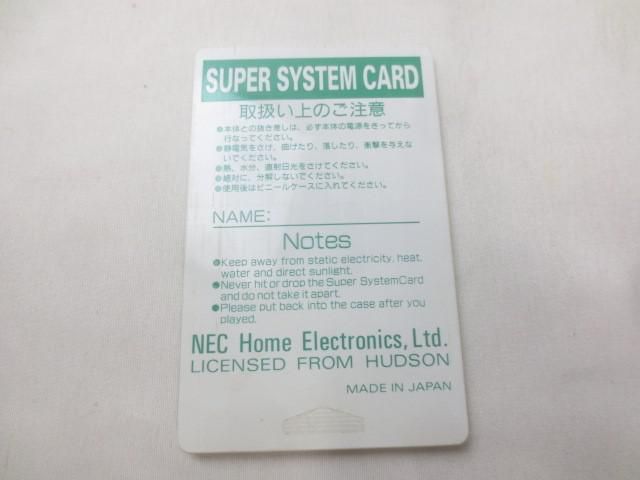 SUPER SYSTEM CARD
取扱い上のご注意
●本体との抜き差しは、必ず本体の電源をきってから
行なってください。
●静電気をさけ、曲げたり、落したり、衝撃を与えな
いでください。
●熱、水分、直射日光をさけてください。
●絶対に、分解しないでください。
●使用後はビニールケースに入れてください。
NAME:
Notes
●Keep away from static electricity, heat,
water and direct sunlight.
●Never hit or drop the Super SystemCard
and do not take it apart.
●Please put back into the case after you
played.
NEC Home Electronics, Ltd.
LICENSED FROM HUDSON
MADE IN JAPAN